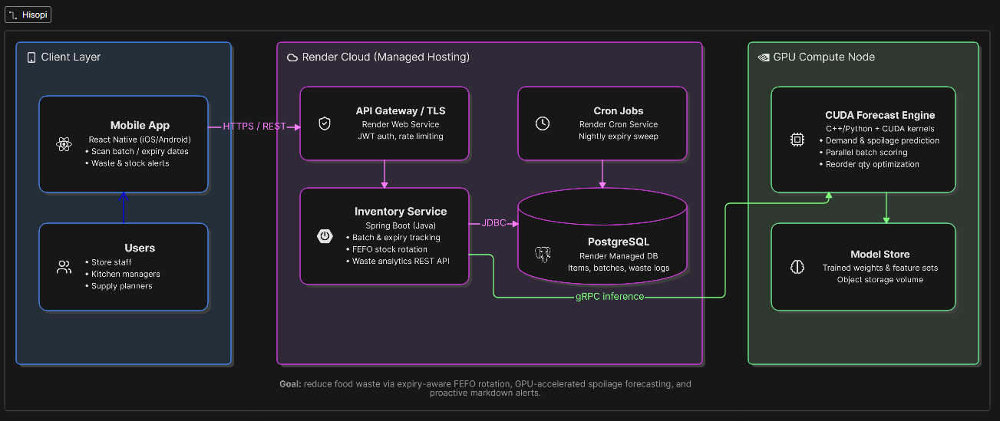 Hisopi
Client Layer
Mobile App
React Native (iOS/Android)
• Scan batch / expiry dates
• Waste & stock alerts
Users
• Store staff
• Kitchen managers
• Supply planners
HTTPS / REST
Render Cloud (Managed Hosting)
API Gateway / TLS
Render Web Service
JWT auth, rate limiting
Cron Jobs
Render Cron Service
Nightly expiry sweep
Inventory Service
Spring Boot (Java)
• Batch & expiry tracking
• FEFO stock rotation
• Waste analytics REST API
JDBC
PostgreSQL
Render Managed DB
Items, batches, waste logs
gRPC inference
GPU Compute Node
CUDA Forecast Engine
C++/Python + CUDA kernels
• Demand & spoilage prediction
• Parallel batch scoring
• Reorder qty optimization
Model Store
Trained weights & feature sets
Object storage volume
Goal: reduce food waste via expiry-aware FEFO rotation, GPU-accelerated spoilage forecasting, and
proactive markdown alerts.